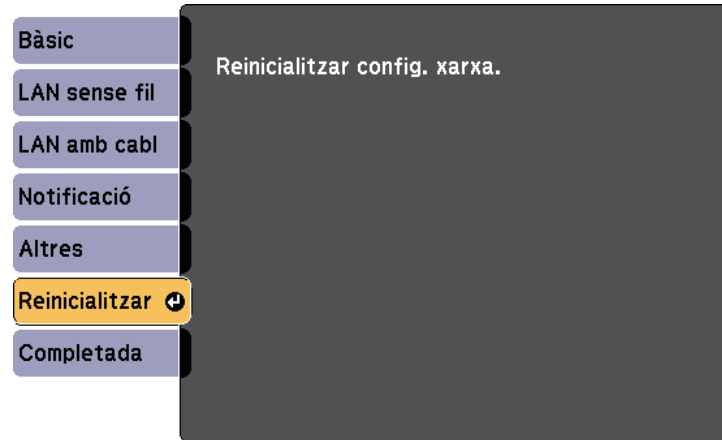 Bàsic
Reinicialitzar config. xarxa.
LAN sense fil
LAN amb cabl
Notificació
Altres
Reinicialitzar
Completada